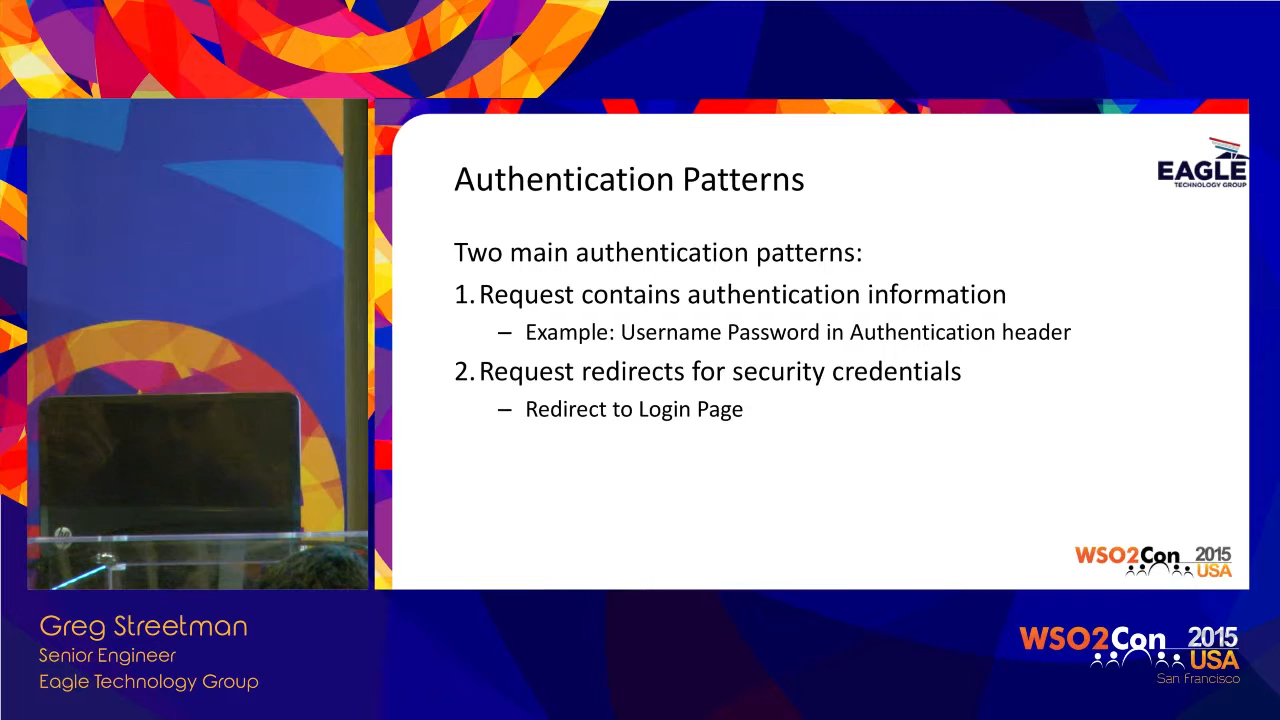 Authentication Patterns
EAGLE
TECHNOLOGY GROUP
Two main authentication patterns:
1. Request contains authentication information
– Example: Username Password in Authentication header
2. Request redirects for security credentials
– Redirect to Login Page
WSO2Con 2015
USA
hp
Greg Streetman
Senior Engineer
Eagle Technology Group
WSO2Con 2015
USA
San Francisco